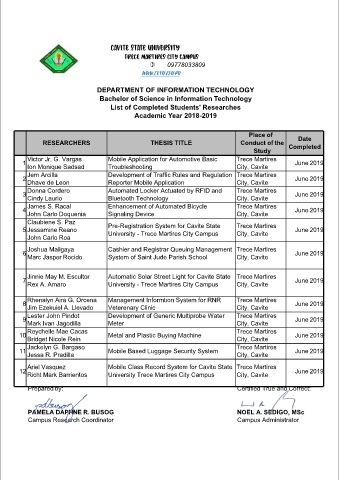 CAVITE STATE UNIVERSITY
TRECE MARTIRES CITY CAMPUS
09778033809
DEPARTMENT OF INFORMATION TECHNOLOGY
Bachelor of Science in Information Technology
List of Completed Students' Researches
Academic Year 2018-2019
RESEARCHERS THESIS TITLE Place of Conduct of the Study Date Completed
1 Victor Jr. G. Vargas Mobile Application for Automotive Basic Trece Martires June 2019
Ion Monique Sadsad Troubleshooting City, Cavite
2 Jem Arcilla Development of Traffic Rules and Regulation Trece Martires June 2019
Dhave de Leon Reporter Mobile Application City, Cavite
3 Donna Cordero Automated Locker Actuated by RFID and Trece Martires June 2019
Cindy Laurio Bluetooth Technology City, Cavite
4 James S. Racal Enhancement of Automated Bicycle Trece Martires June 2019
John Carlo Doquenia Signaling Device City, Cavite
5 Claubiene S. Paz Pre-Registration System for Cavite State Trece Martires June 2019
Jessamine Reano University - Trece Martires City Campus City, Cavite
John Carlo Roa
6 Joshua Maligaya Cashier and Registrar Queuing Management Trece Martires June 2019
Marc Jaspor Rocido System of Saint Jude Parish School City, Cavite
7 Jinnie May M. Escultor Automatic Solar Street Light for Cavite State Trece Martires June 2019
Rex A. Amaro University - Trece Martires City Campus City, Cavite
8 Rhenalyn Aira G. Orcena Management Informtion System for RNR Trece Martires June 2019
Jim Ezekuiel A. Llevado Veterenary Clinic City, Cavite
9 Lester John Pindot Development of Generic Multiprobe Water Trece Martires June 2019
Mark Ivan Jagodilla Meter City, Cavite
10 Reychelle Mae Cacas Metal and Plastic Buying Machine Trece Martires June 2019
Bridget Nicole Rein City, Cavite
11 Jackelyn G. Bargaso Mobile Based Luggage Security System Trece Martires June 2019
Jessa R. Pradilla City, Cavite
12 Ariel Vasquez Mobile Class Record System for Cavite State Trece Martires June 2019
Richt Mark Barrientos University Trece Martires City Campus City, Cavite
Prepared by: Certified True and Correct
PAMELA DAPHNE R. BUSOG NOEL A. SEDIGO, MSc
Campus Research Coordinator Campus Administrator